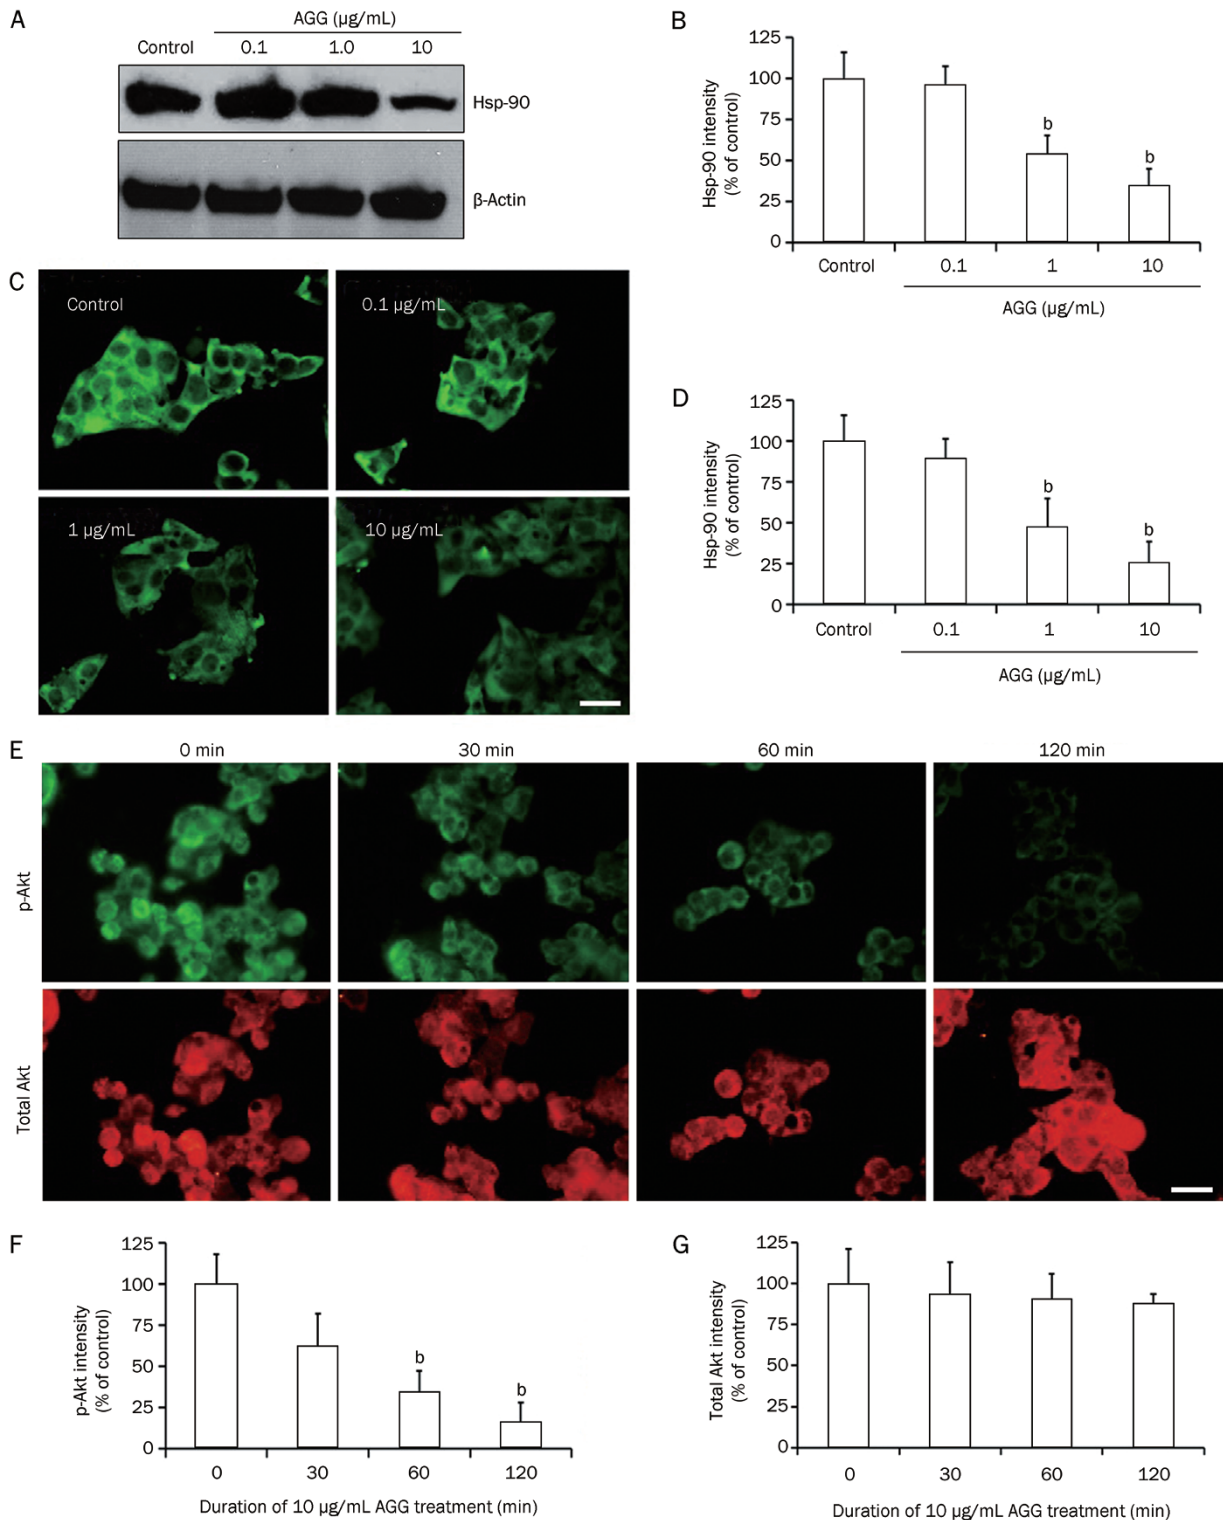 A
AGG (µg/mL)
Control 0.1 1.0 10
Hsp-90
β-Actin
B
Hsp-90 intensity
(% of control)
125
100
75
50
25
0
b
b
Control 0.1 1 10
AGG (µg/mL)
C
Control
0.1 µg/mL
1 µg/mL
10 µg/mL
D
Hsp-90 intensity
(% of control)
125
100
75
50
25
0
b
b
Control 0.1 1 10
AGG (µg/mL)
E
0 min 30 min 60 min 120 min
p-Akt
Total Akt
F
p-Akt intensity
(% of control)
125
100
75
50
25
0
b
b
0 30 60 120
Duration of 10 µg/mL AGG treatment (min)
G
Total Akt intensity
(% of control)
125
100
75
50
25
0
0 30 60 120
Duration of 10 µg/mL AGG treatment (min)